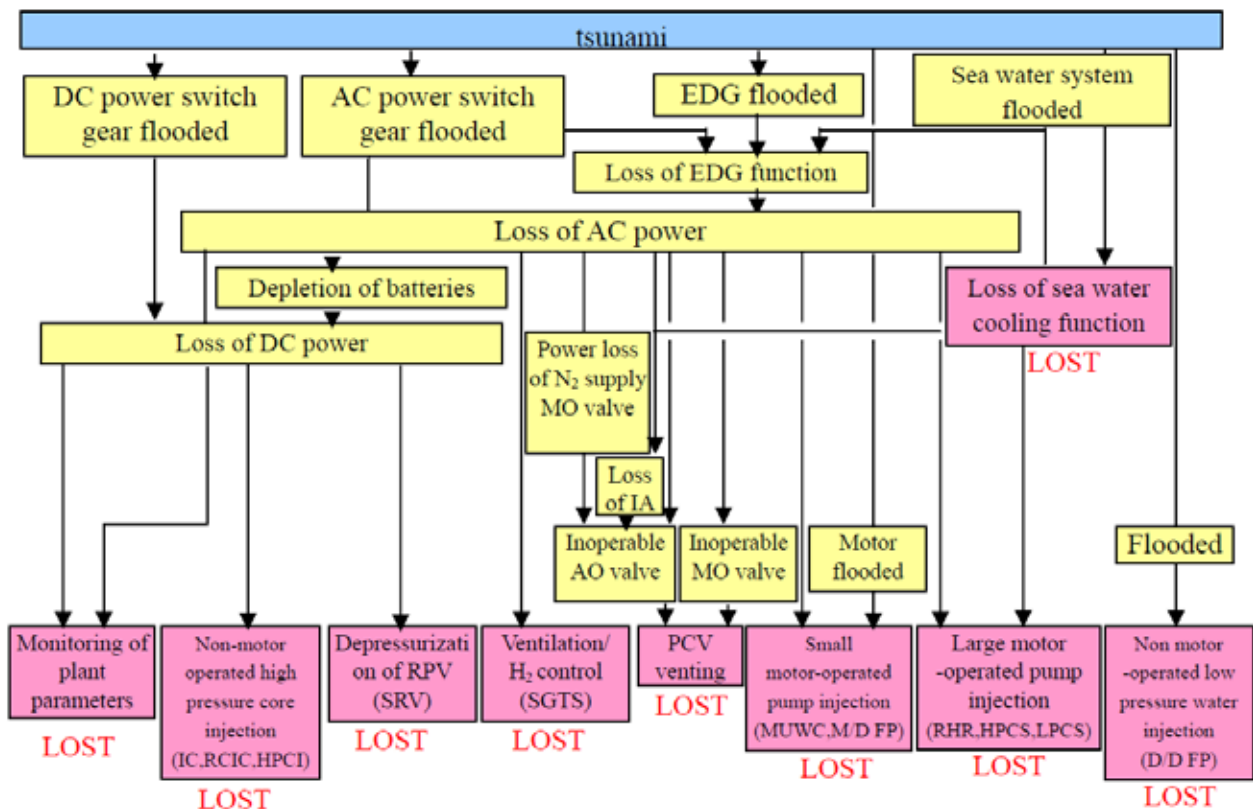 tsunami
DC power switch
gear flooded
AC power switch
gear flooded
EDG flooded
Sea water system
flooded
Loss of EDG function
Loss of AC power
Depletion of batteries
Loss of sea water
cooling function
LOST
Loss of DC power
Power loss
of N₂ supply
MO valve
Loss
of IA
Inoperable
AO valve
Inoperable
MO valve
Motor
flooded
Flooded
Monitoring of
plant
parameters
LOST
Non-motor
operated high
pressure core
injection
(IC,RCIC,HPCI)
LOST
Depressurizati
on of RPV
(SRV)
LOST
Ventilation/
H₂ control
(SGTS)
LOST
PCV
venting
LOST
Small
motor-operated
pump injection
(MUWC,M/D FP)
LOST
Large motor
-operated pump
injection
(RHR,HPCS,LPCS)
LOST
Non motor
-operated low
pressure water
injection
(D/D FP)
LOST